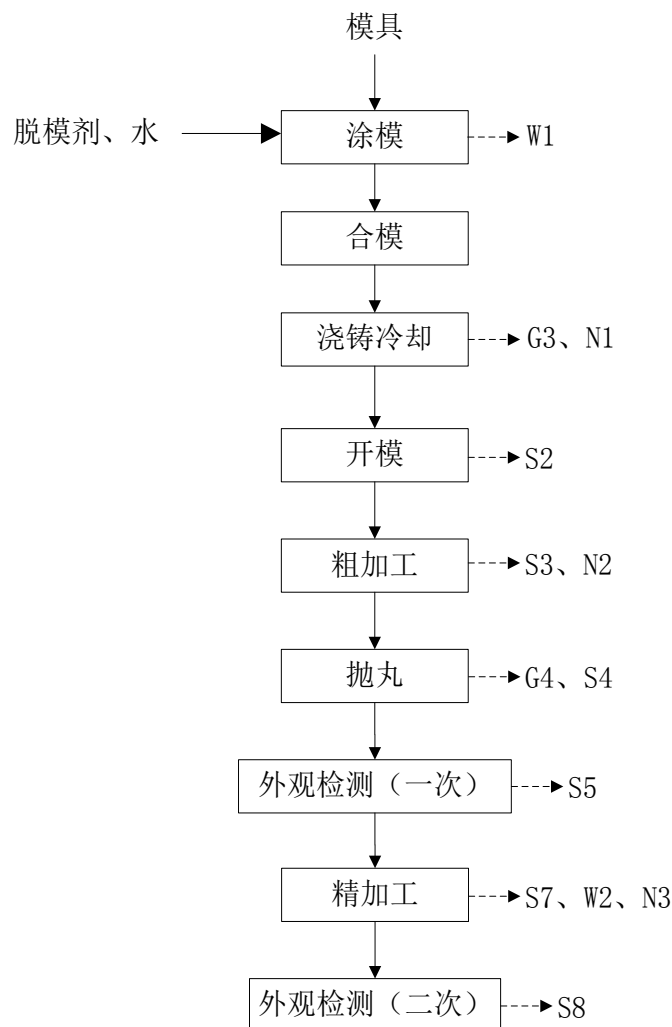 模具
脱模剂、水
涂模
W1
合模
浇铸冷却
G3、N1
开模
S2
粗加工
S3、N2
抛丸
G4、S4
外观检测（一次）
S5
精加工
S7、W2、N3
外观检测（二次）
S8